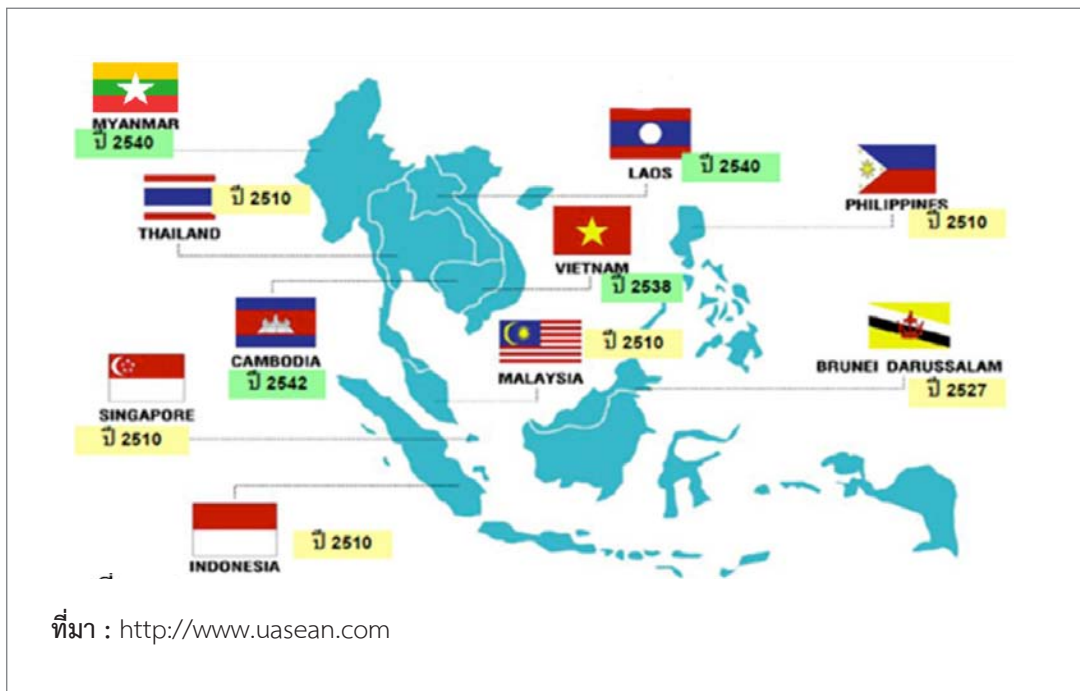 MYANMAR
ปี 2540
LAOS
ปี 2540
PHILIPPINES
ปี 2510
THAILAND
ปี 2510
VIETNAM
ปี 2538
CAMBODIA
ปี 2542
MALAYSIA
ปี 2510
BRUNEI DARUSSALAM
ปี 2527
SINGAPORE
ปี 2510
INDONESIA
ปี 2510
ที่มา : http://www.uasean.com